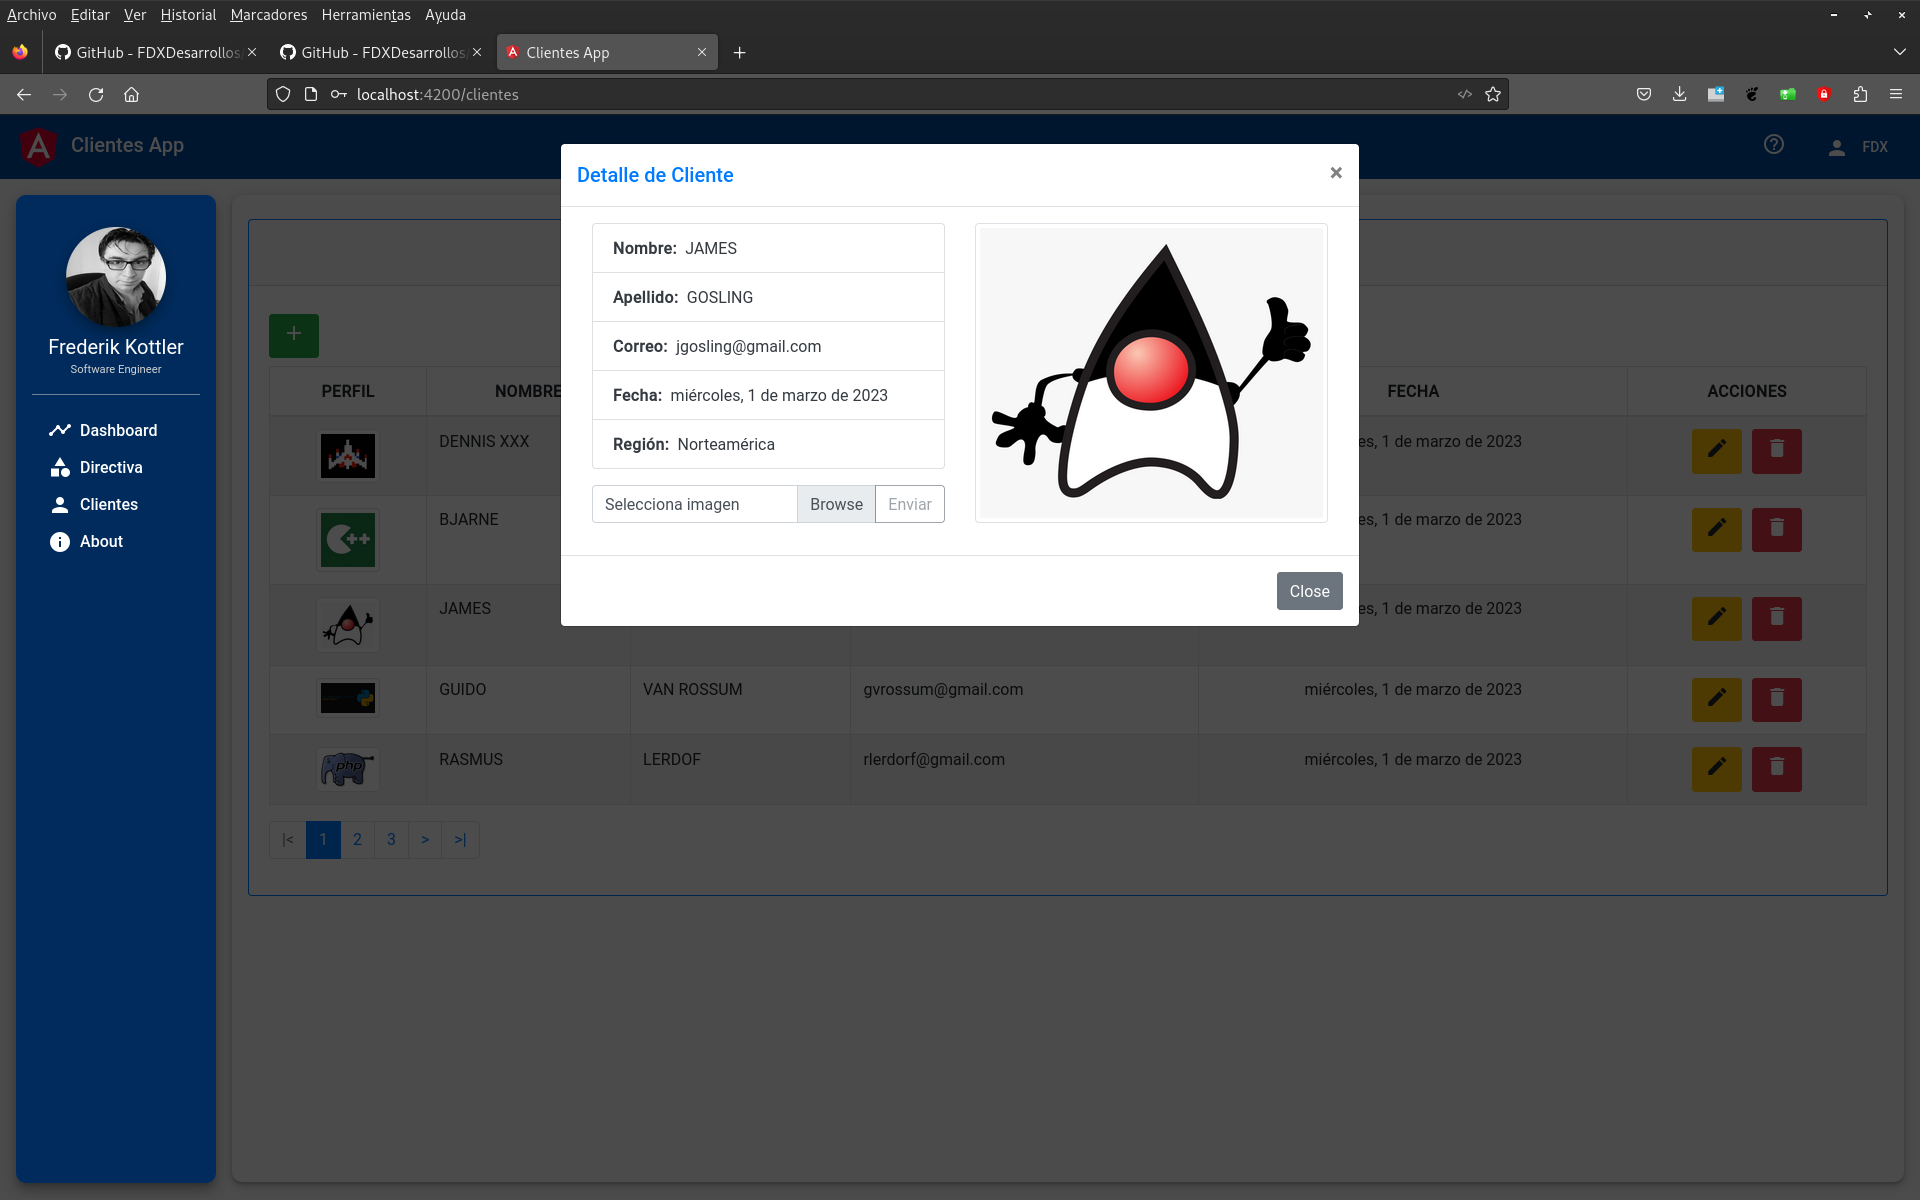 Archivo Editar Ver Historial Marcadores Herramientas Ayuda
GitHub - FDXDesarrollos GitHub - FDXDesarrollos Clientes App
localhost:4200/clientes
Clientes App FDX
Detalle de Cliente ×
Frederik Kottler
Software Engineer
Dashboard
Directiva
Clientes
About
Nombre: JAMES
Apellido: GOSLING
Correo: jgosling@gmail.com
Fecha: miércoles, 1 de marzo de 2023
Región: Norteamérica
Selecciona imagen Browse Enviar
Close
+
PERFIL NOMBRE FECHA ACCIONES
DENNIS XXX es, 1 de marzo de 2023
++
BJARNE es, 1 de marzo de 2023
JAMES es, 1 de marzo de 2023
GUIDO VAN ROSSUM gvrossum@gmail.com miércoles, 1 de marzo de 2023
php
RASMUS LERDOF rlerdorf@gmail.com miércoles, 1 de marzo de 2023
|< 1 2 3 > >|